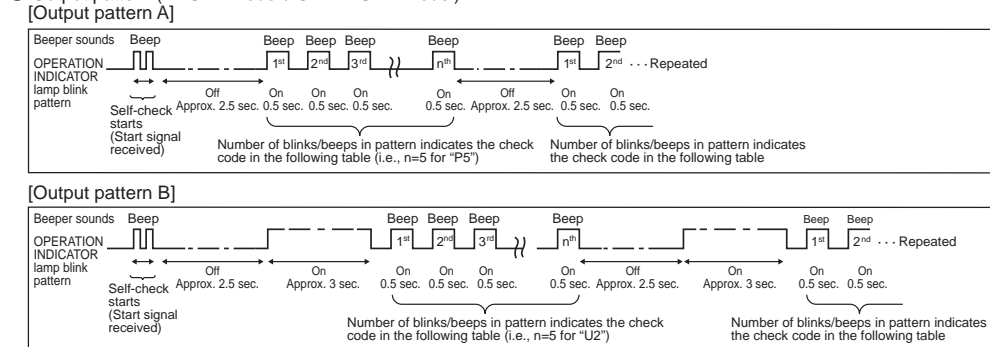 [Output pattern A]
Beeper sounds Beep Beep Beep Beep Beep Beep Beep
OPERATION INDICATOR lamp blink pattern
1st 2nd 3rd nth 1st 2nd · · · Repeated
Off On On On On Off On On
Approx. 2.5 sec. 0.5 sec. 0.5 sec. 0.5 sec. 0.5 sec. Approx. 2.5 sec. 0.5 sec. 0.5 sec.
Self-check
starts
(Start signal
received)
Number of blinks/beeps in pattern indicates the check
code in the following table (i.e., n=5 for “P5”)
Number of blinks/beeps in pattern indicates
the check code in the following table
[Output pattern B]
Beeper sounds Beep Beep Beep Beep Beep Beep Beep
OPERATION INDICATOR lamp blink pattern
1st 2nd 3rd nth 1st 2nd · · · Repeated
Off On On On On On Off On On On
Approx. 2.5 sec. Approx. 3 sec. 0.5 sec. 0.5 sec. 0.5 sec. 0.5 sec. Approx. 2.5 sec. Approx. 3 sec. 0.5 sec. 0.5 sec.
Self-check
starts
(Start signal
received)
Number of blinks/beeps in pattern indicates the check
code in the following table (i.e., n=5 for “U2”)
Number of blinks/beeps in pattern indicates
the check code in the following table